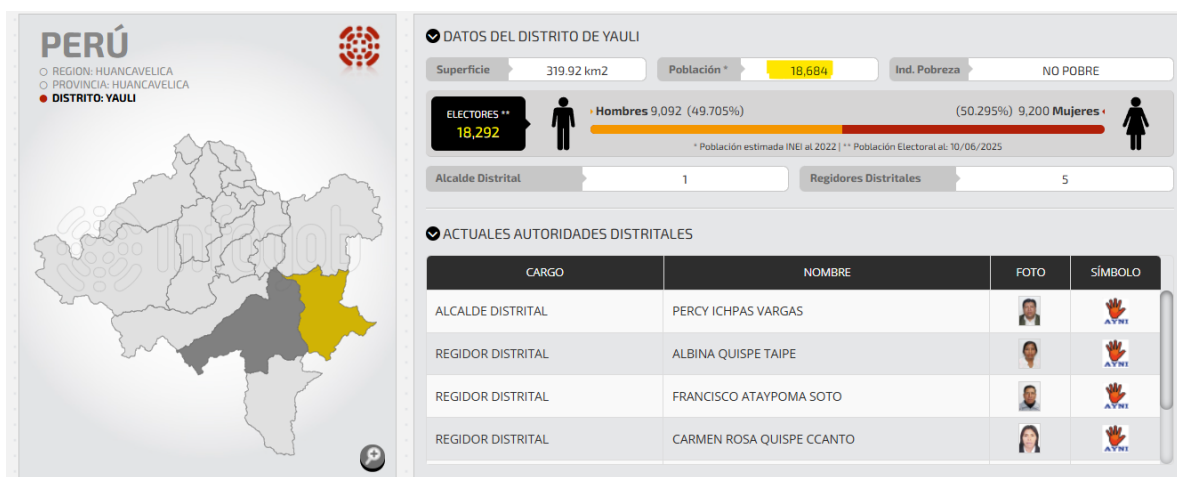 PERÚ
REGION: HUANCAVELICA
PROVINCIA: HUANCAVELICA
DISTRITO: YAULI
infogob
DATOS DEL DISTRITO DE YAULI
Superficie 319.92 km2 Población * 18,684 Ind. Pobreza NO POBRE
ELECTORES ** 18,292
Hombres 9,092 (49.705%) (50.295%) 9,200 Mujeres
* Población estimada INEI al 2022 | ** Población Electoral al: 10/06/2025
Alcalde Distrital 1 Regidores Distritales 5
ACTUALES AUTORIDADES DISTRITALES
CARGO NOMBRE FOTO SÍMBOLO
ALCALDE DISTRITAL PERCY ICHPAS VARGAS AYNI
REGIDOR DISTRITAL ALBINA QUISPE TAIPE AYNI
REGIDOR DISTRITAL FRANCISCO ATAYPOMA SOTO AYNI
REGIDOR DISTRITAL CARMEN ROSA QUISPE CCANTO AYNI